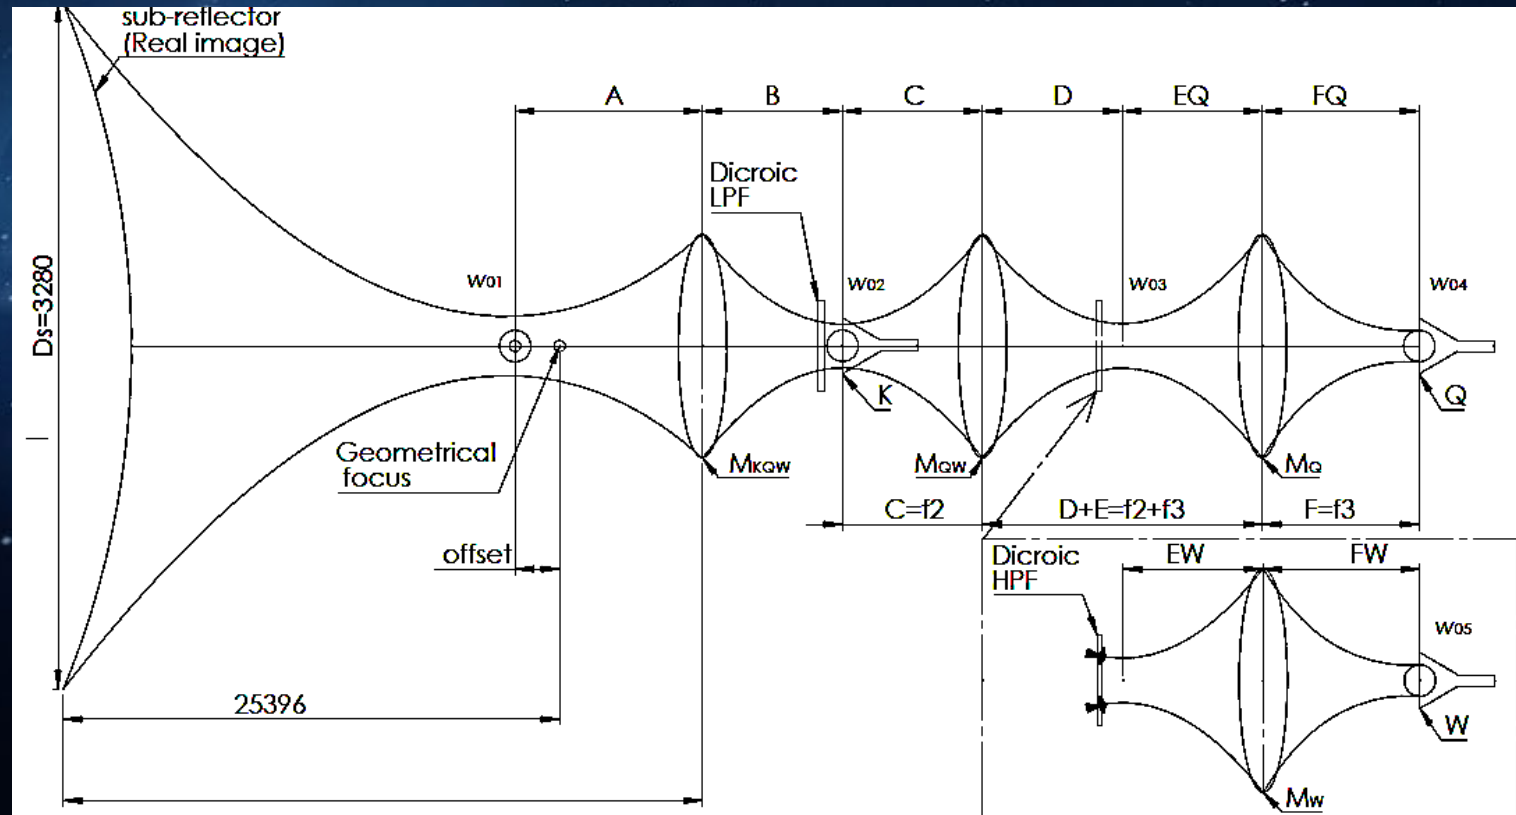 sub-reflector
(Real image)
A
B
C
D
EQ
FQ
Dicroic
LPF
W01
W02
W03
W04
Ds=3280
K
Q
Geometrical
focus
MKQW
MQW
MQ
C=f2
D+E=f2+f3
F=f3
offset
Dicroic
HPF
EW
FW
W05
25396
W
MW